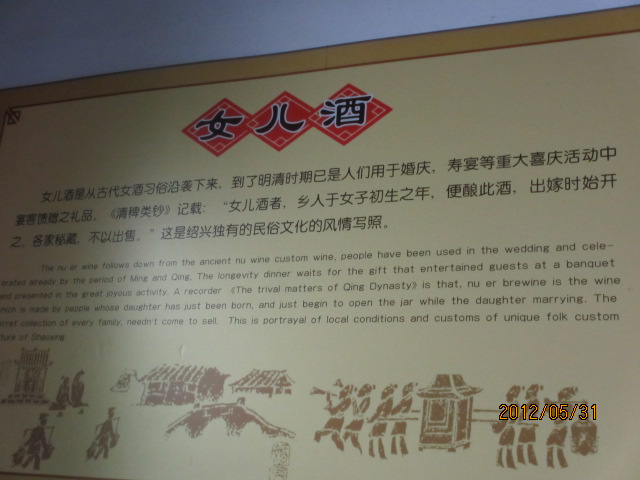 女儿酒
女儿酒是从古代女酒习俗沿袭下来，到了明清时期已是人们用于婚庆，寿宴等重大喜庆活动中
宴客馈赠之礼品，《清稗类钞》记载：“女儿酒者，乡人于女子初生之年，便酿此酒，出嫁时始开
之。各家秘藏，不以出售。”这是绍兴独有的民俗文化的风情写照。
The nu er wine follows down from the ancient nu wine custom wine, people have been used in the wedding and cele-
brated already by the period of Ming and Qing. The longevity dinner waits for the gift that entertained guests at a banquet
and presented in the great joyous activity. A recorder 《The trival matters of Qing Dynasty》 is that, nu er brewine is the wine
which is made by people whose daughter has just been born, and just begin to open the jar while the daughter marrying. The
cret collection of every family, needn't come to sell. This is portrayal of local conditions and customs of unique folk custom
ture of Shaoxing
2012/05/31